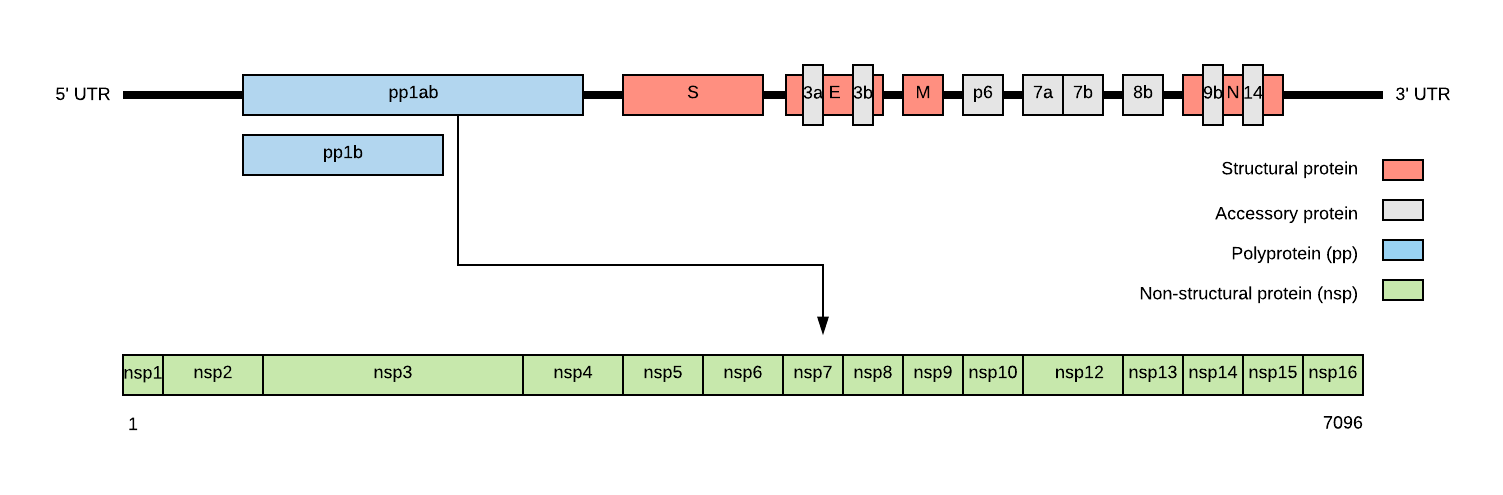 5' UTR pp1ab S 3a E 3b M p6 7a 7b 8b 9b N 14 3' UTR
pp1b
Structural protein
Accessory protein
Polyprotein (pp)
Non-structural protein (nsp)
nsp1 nsp2 nsp3 nsp4 nsp5 nsp6 nsp7 nsp8 nsp9 nsp10 nsp12 nsp13 nsp14 nsp15 nsp16
1 7096